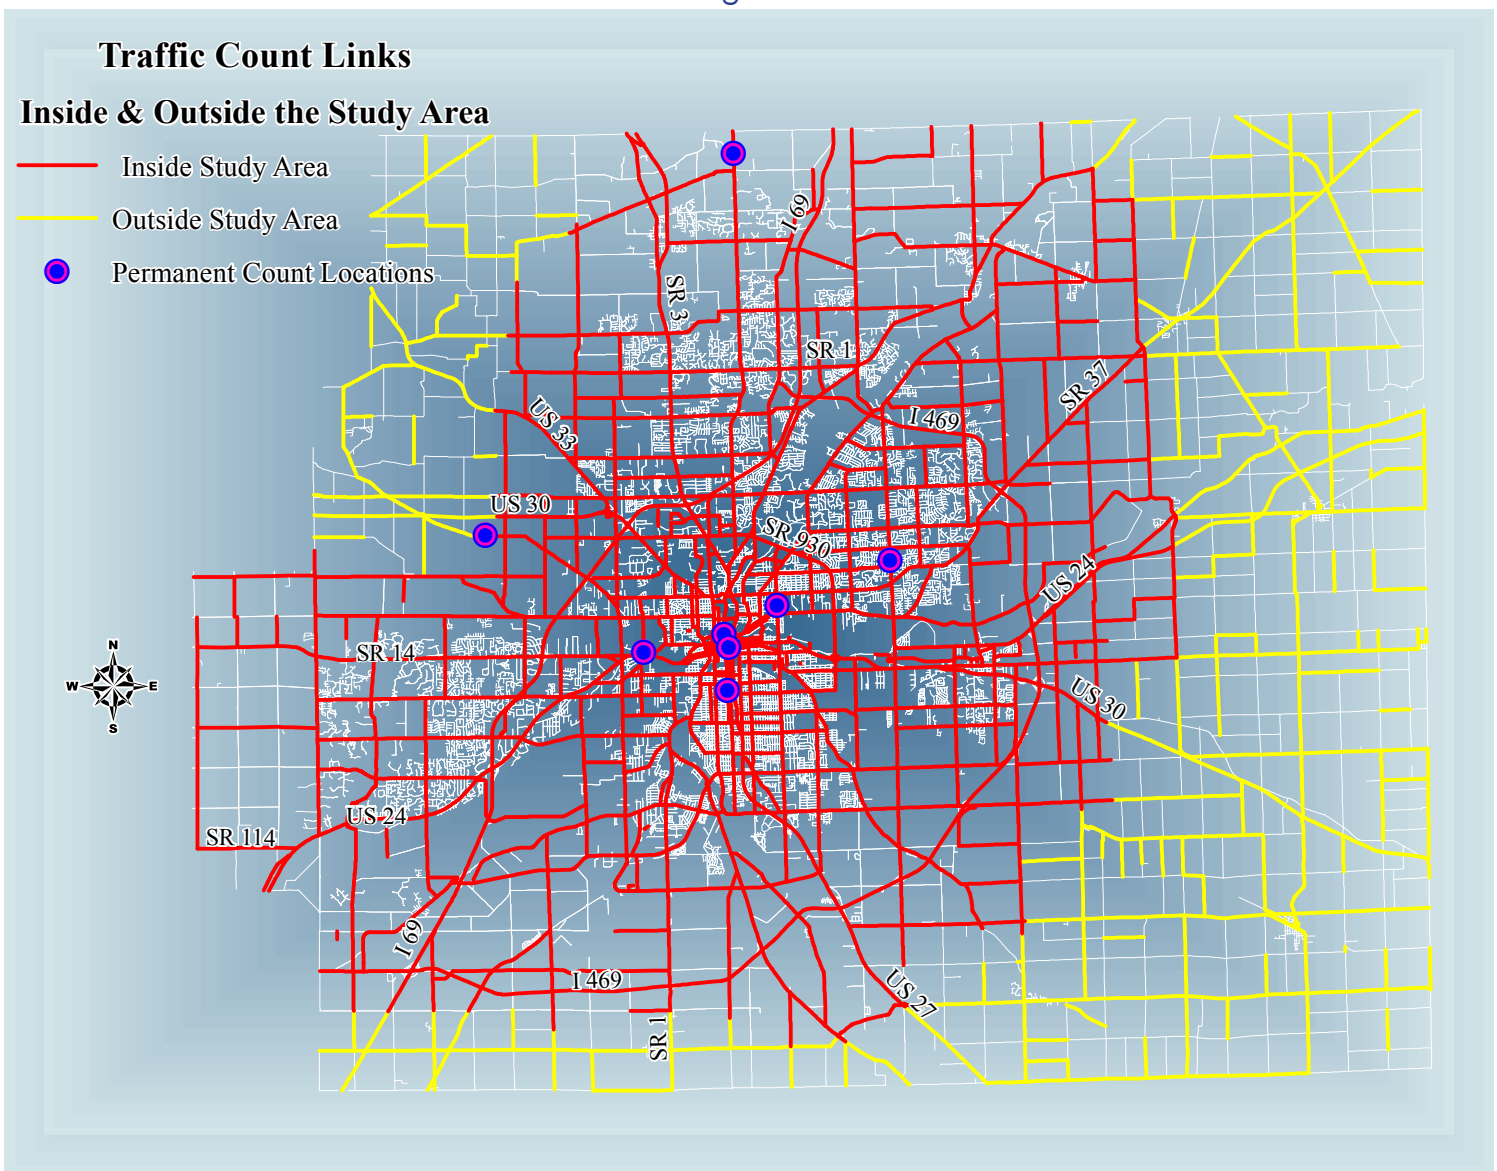 Traffic Count Links
Inside & Outside the Study Area
Inside Study Area
Outside Study Area
Permanent Count Locations
I 69
SR 3
SR 1
SR 37
US 33
I 469
US 30
SR 930
US 24
SR 14
N
W E
S
US 30
US 24
SR 114
I 69
I 469
US 27
SR 1